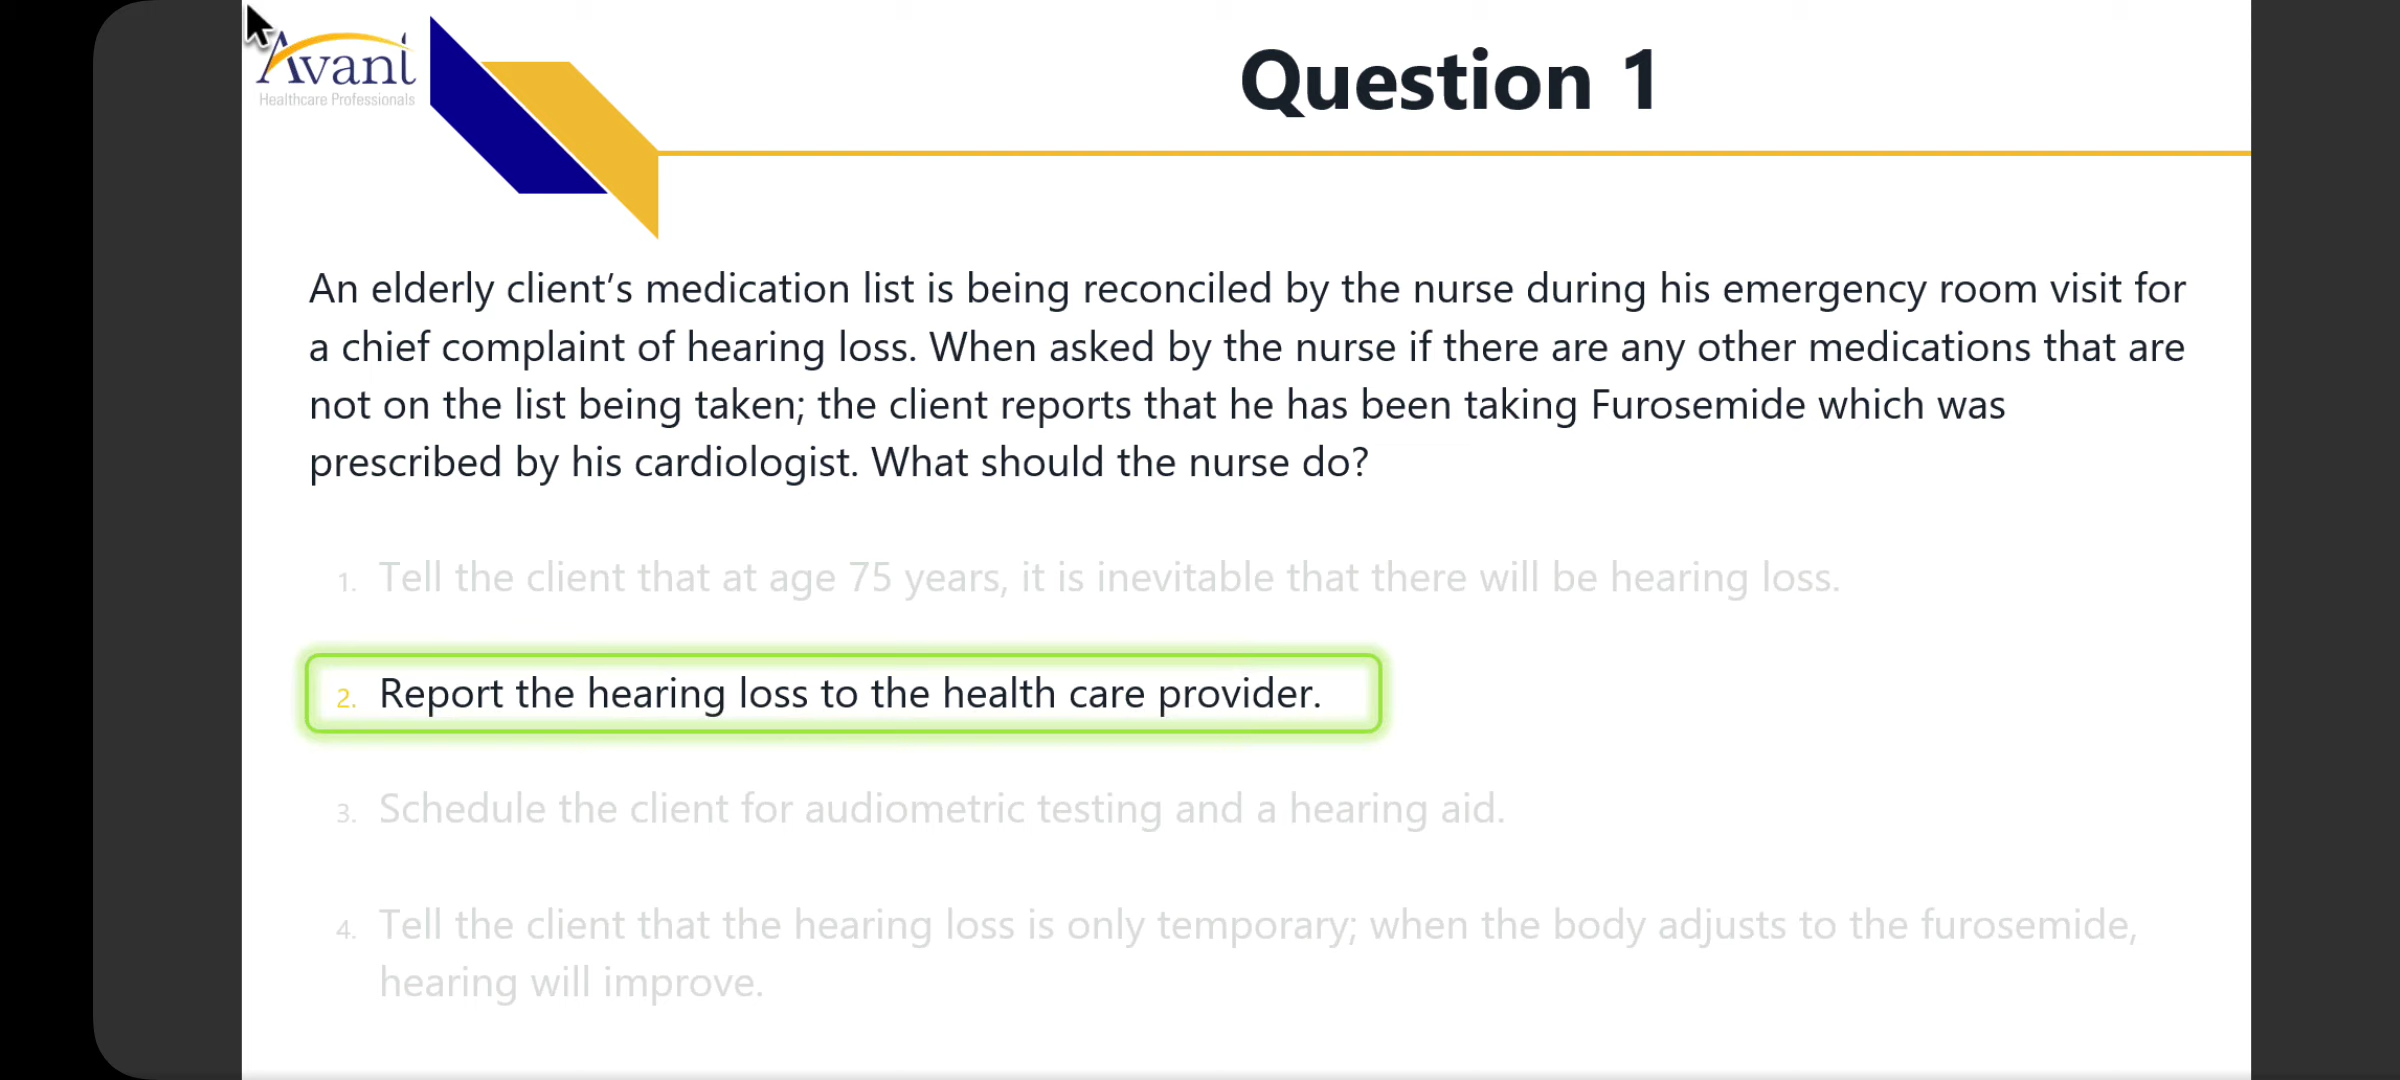 Avant
Healthcare Professionals
Question 1
An elderly client’s medication list is being reconciled by the nurse during his emergency room visit for
a chief complaint of hearing loss. When asked by the nurse if there are any other medications that are
not on the list being taken; the client reports that he has been taking Furosemide which was
prescribed by his cardiologist. What should the nurse do?
1. Tell the client that at age 75 years, it is inevitable that there will be hearing loss.
2. Report the hearing loss to the health care provider.
3. Schedule the client for audiometric testing and a hearing aid.
4. Tell the client that the hearing loss is only temporary; when the body adjusts to the furosemide,
hearing will improve.